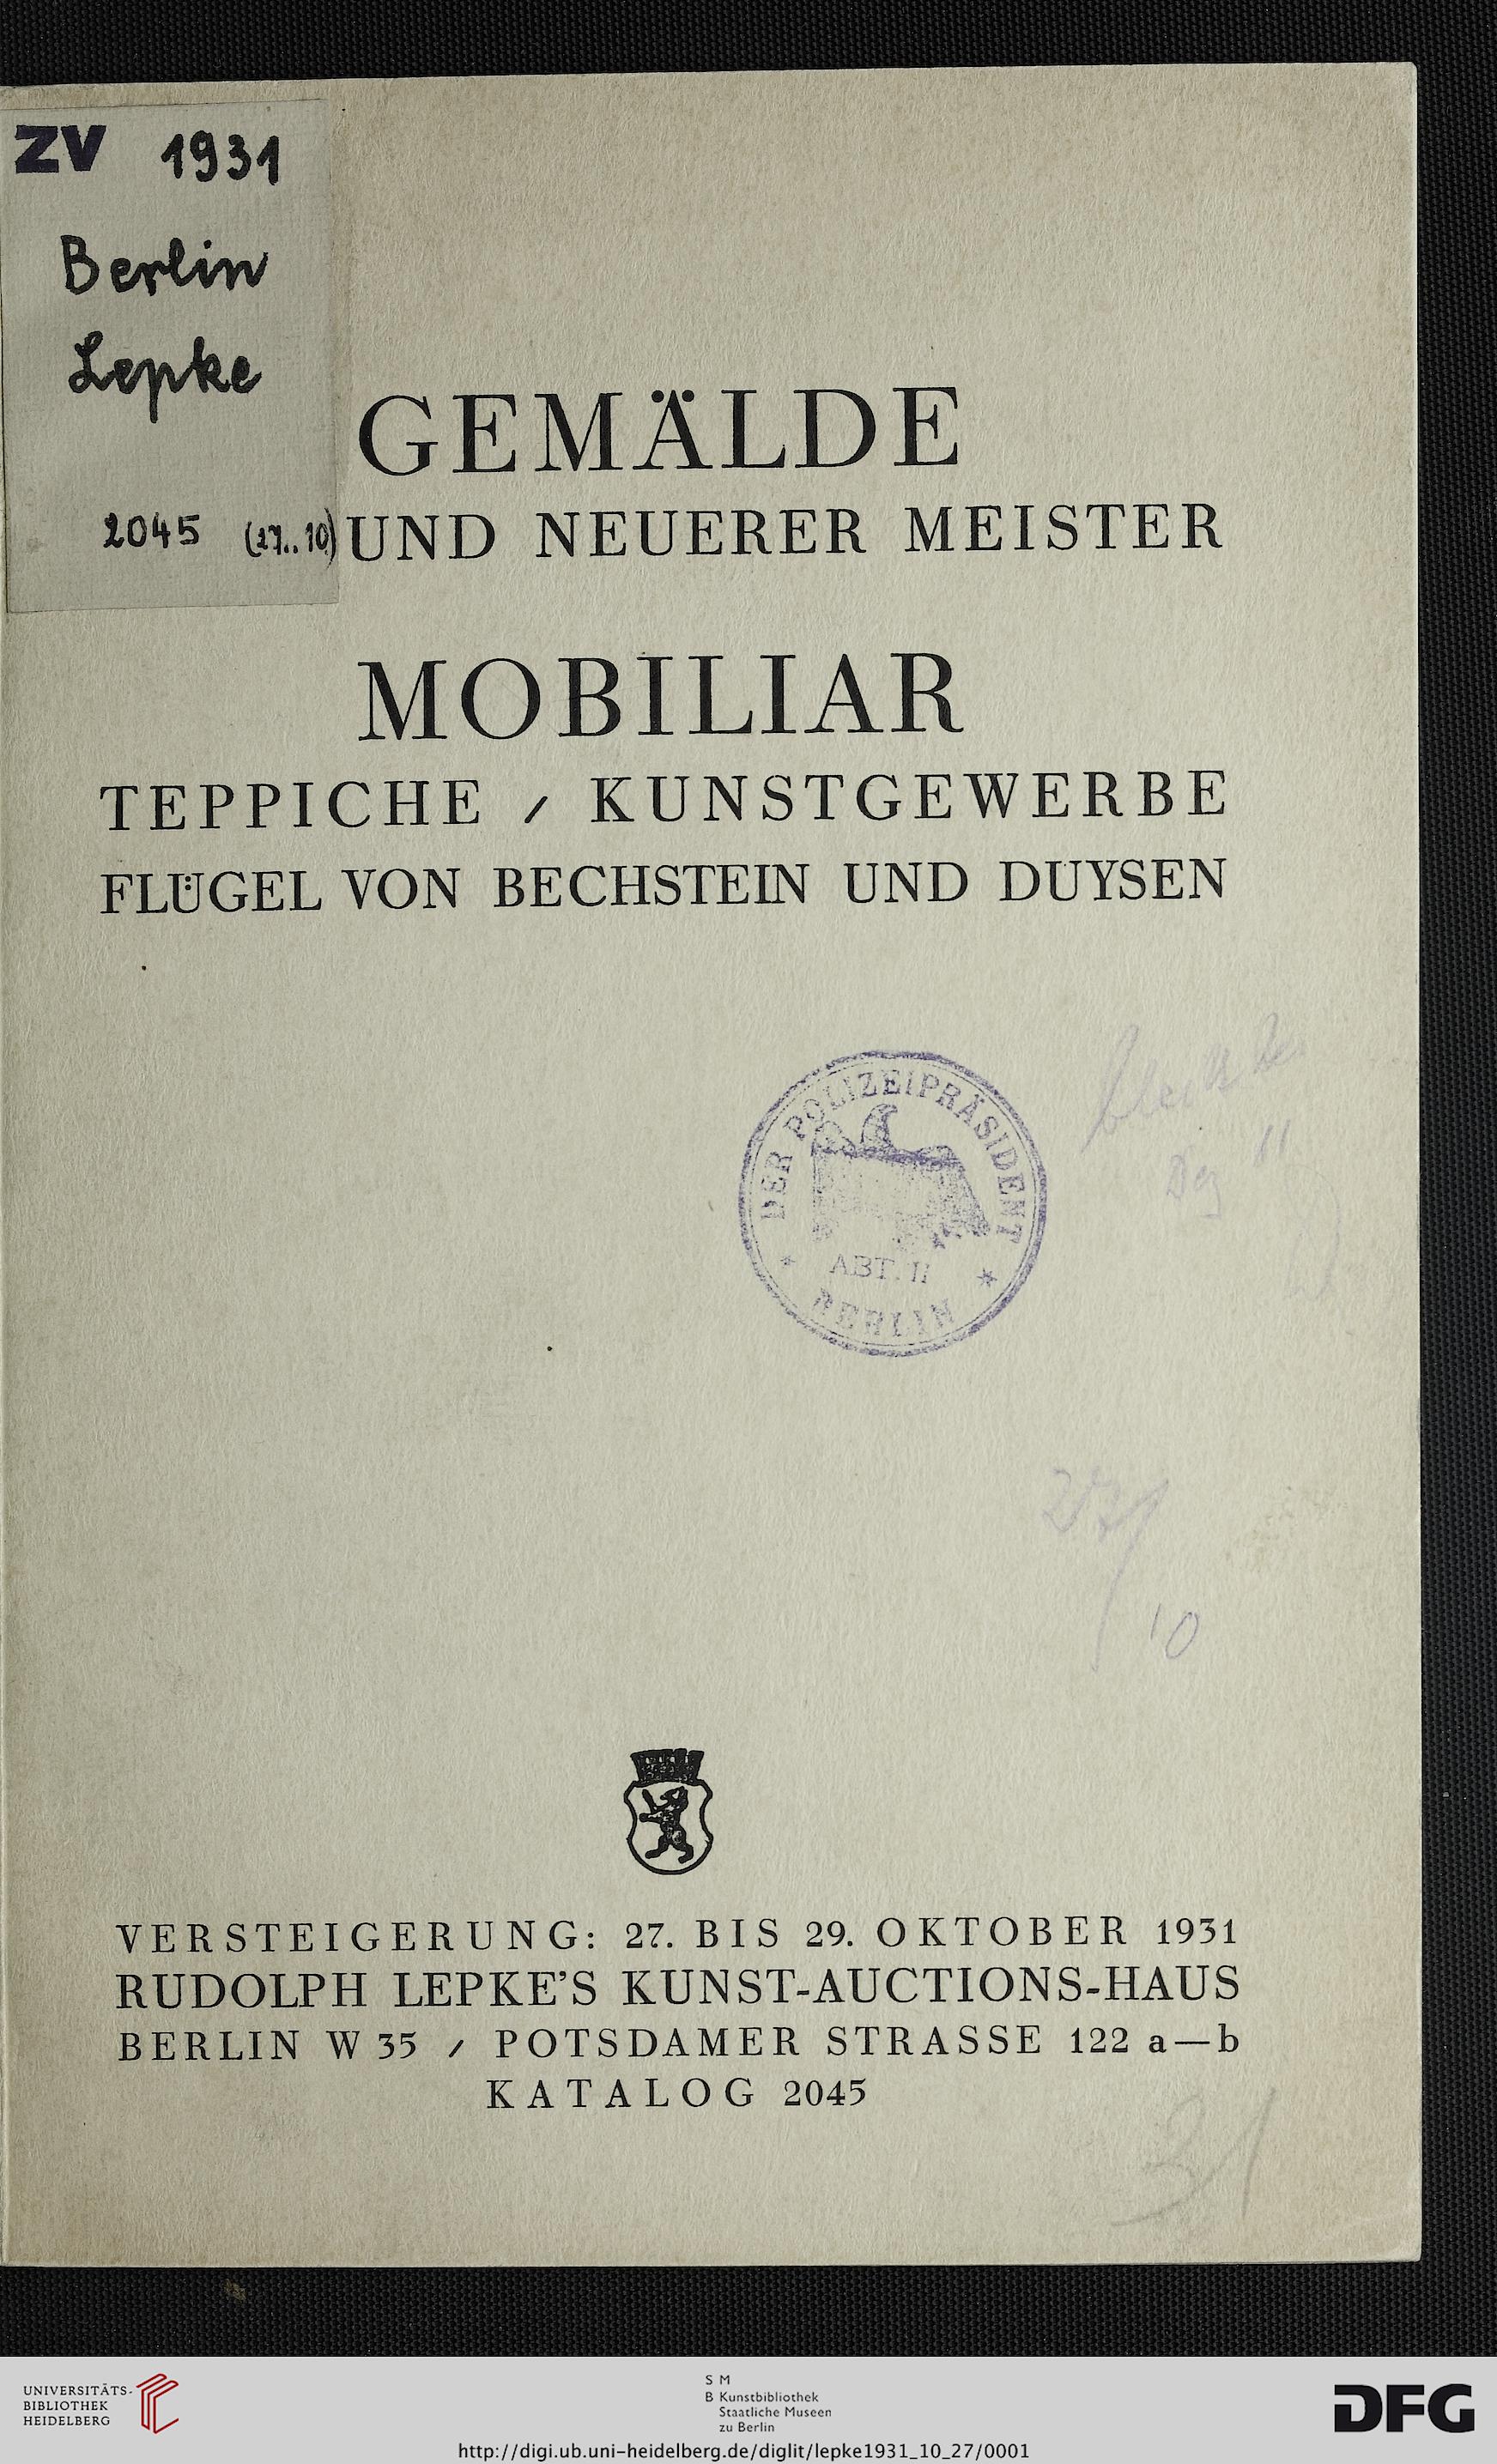 ZV 1931
Berlin
Lepke
2045 (27..10)
GEMÄLDE
UND NEUERER MEISTER
MOBILIAR
TEPPICHE / KUNSTGEWERBE
FLÜGEL VON BECHSTEIN UND DUYSEN
DER POLIZEIPRÄSIDENT
* ABT. II *
BERLIN
27/10
VERSTEIGERUNG: 27. BIS 29. OKTOBER 1931
RUDOLPH LEPKE'S KUNST-AUCTIONS-HAUS
BERLIN W 35 / POTSDAMER STRASSE 122 a—b
KATALOG 2045
31
UNIVERSITÄTS-
BIBLIOTHEK
HEIDELBERG
S M
B Kunstbibliothek
Staatliche Museen
zu Berlin
DFG
http://digi.ub.uni-heidelberg.de/diglit/lepke1931_10_27/0001